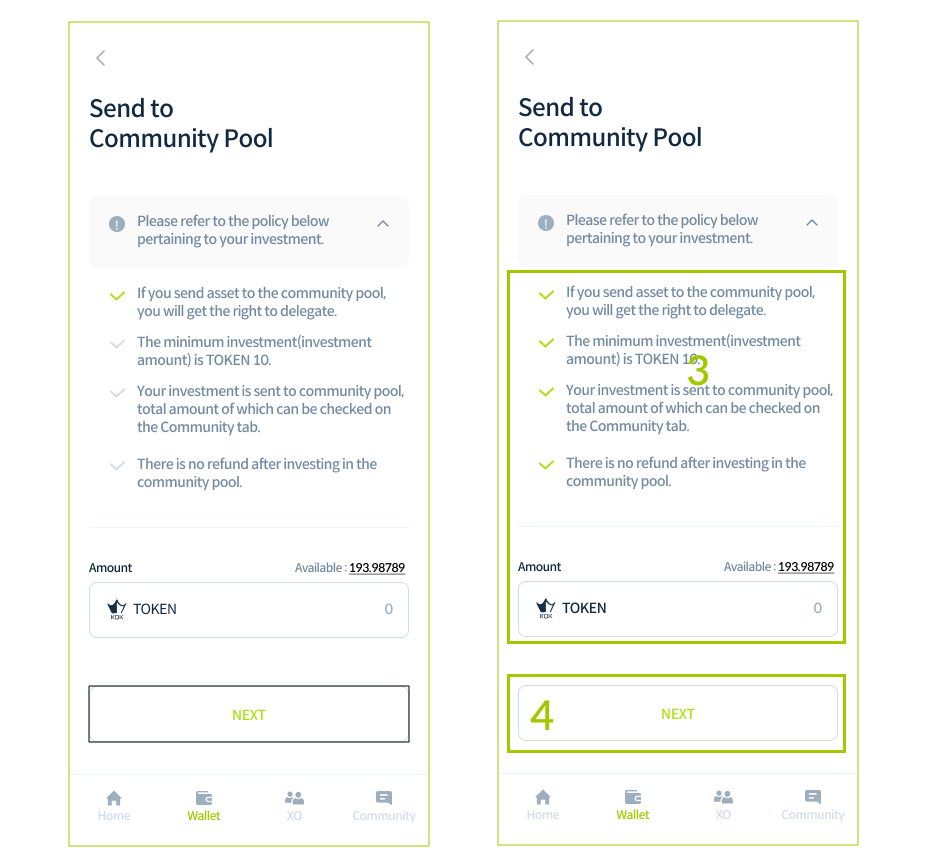 Send to
Community Pool
Please refer to the policy below
pertaining to your investment.
If you send asset to the community pool,
you will get the right to delegate.
The minimum investment(investment
amount) is TOKEN 10.
Your investment is sent to community pool,
total amount of which can be checked on
the Community tab.
There is no refund after investing in the
community pool.
Amount
Available : 193.98789
KOK
TOKEN
0
NEXT
Home
Wallet
XO
Community
Send to
Community Pool
Please refer to the policy below
pertaining to your investment.
If you send asset to the community pool,
you will get the right to delegate.
The minimum investment(investment
amount) is TOKEN 10.
3
Your investment is sent to community pool,
total amount of which can be checked on
the Community tab.
There is no refund after investing in the
community pool.
Amount
Available : 193.98789
KOK
TOKEN
0
4
NEXT
Home
Wallet
XO
Community